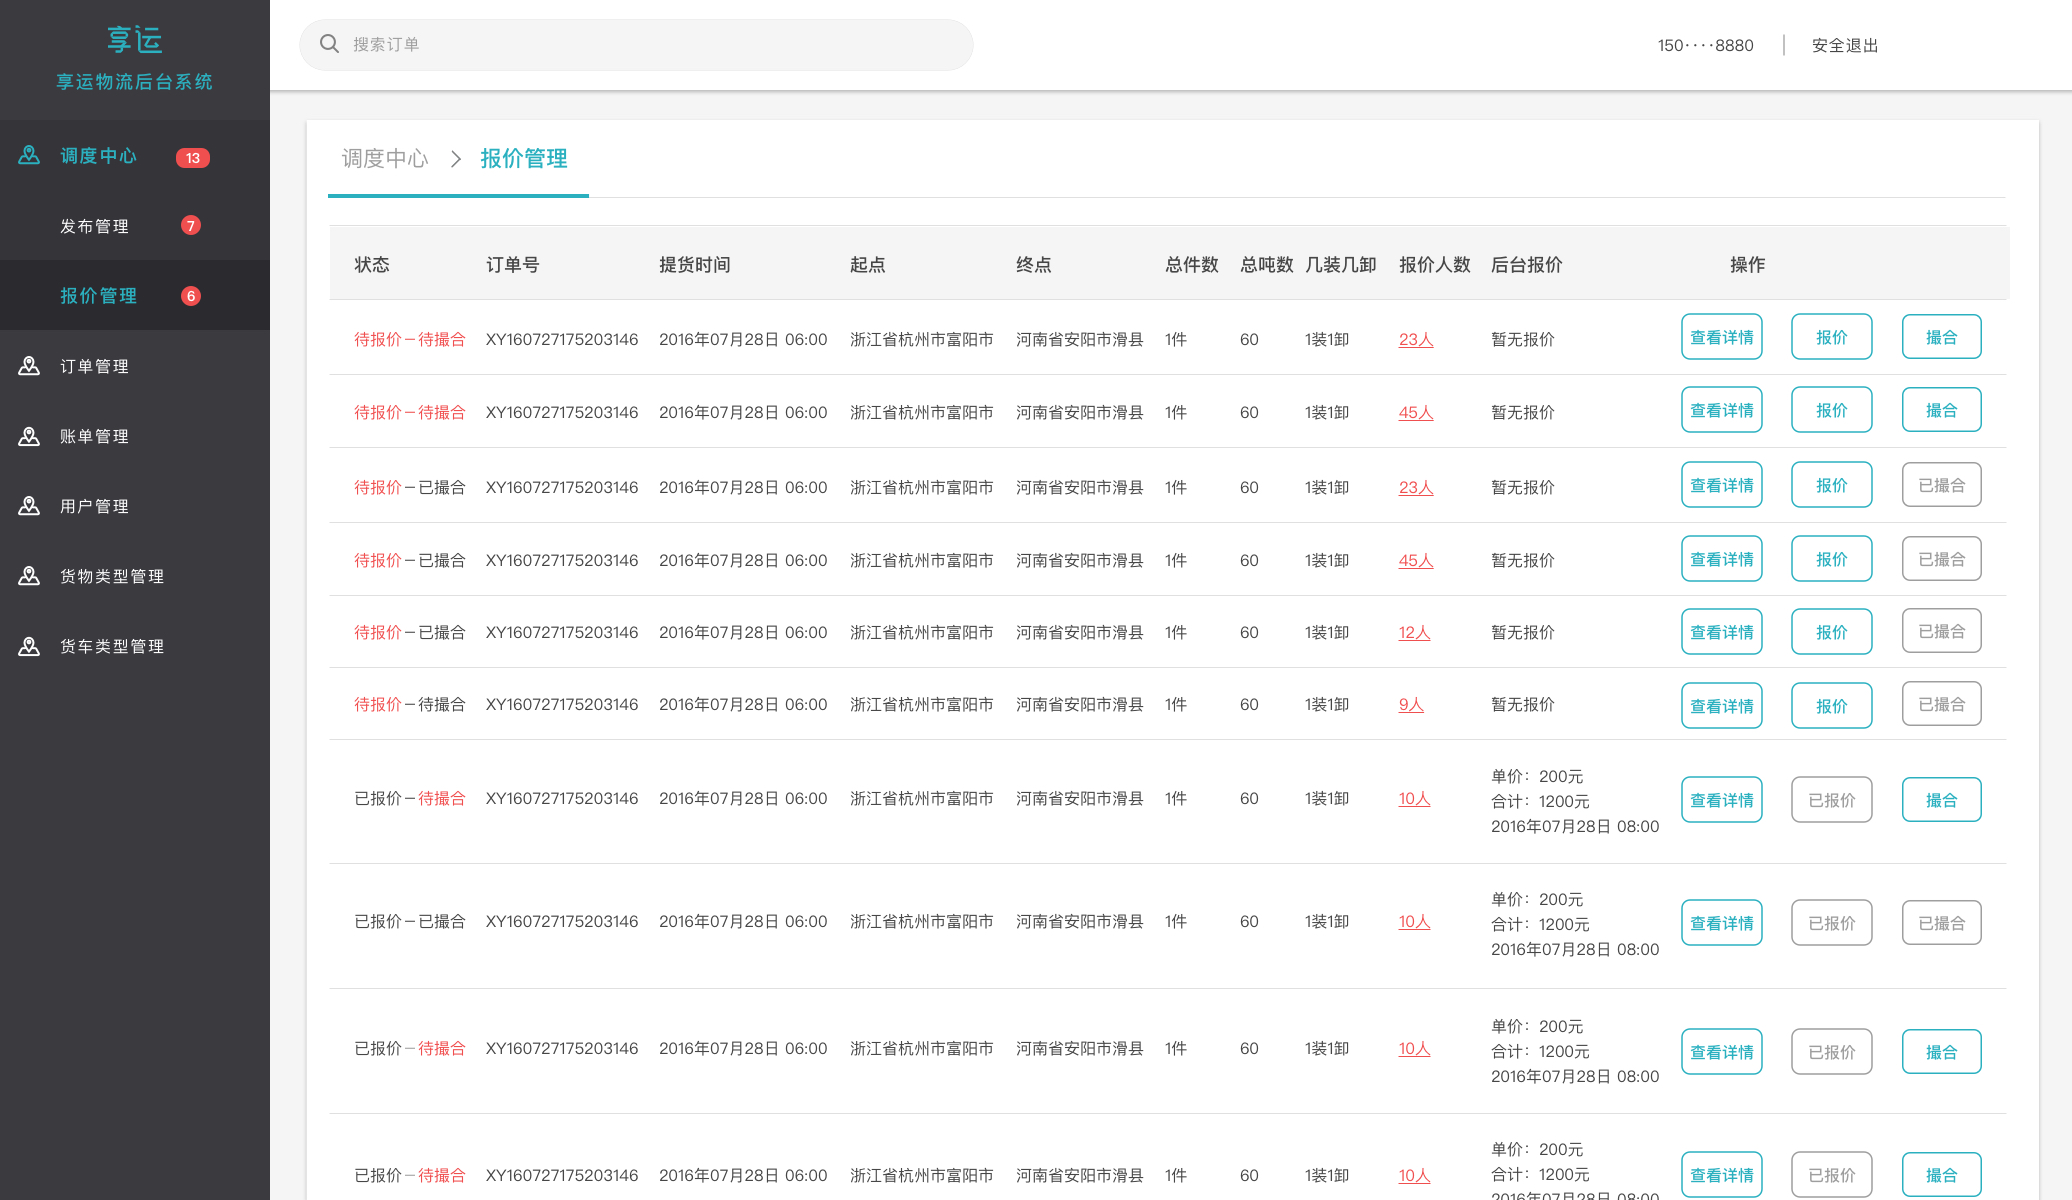 享运
享运物流后台系统
搜索订单
150····8880 | 安全退出
调度中心 13
发布管理 7
报价管理 6
订单管理
账单管理
用户管理
货物类型管理
货车类型管理
调度中心 > 报价管理
状态 订单号 提货时间 起点 终点 总件数 总吨数 几装几卸 报价人数 后台报价 操作
待报价－待撮合 XY160727175203146 2016年07月28日 06:00 浙江省杭州市富阳市 河南省安阳市滑县 1件 60 1装1卸 23人 暂无报价 查看详情 报价 撮合
待报价－待撮合 XY160727175203146 2016年07月28日 06:00 浙江省杭州市富阳市 河南省安阳市滑县 1件 60 1装1卸 45人 暂无报价 查看详情 报价 撮合
待报价－已撮合 XY160727175203146 2016年07月28日 06:00 浙江省杭州市富阳市 河南省安阳市滑县 1件 60 1装1卸 23人 暂无报价 查看详情 报价 已撮合
待报价－已撮合 XY160727175203146 2016年07月28日 06:00 浙江省杭州市富阳市 河南省安阳市滑县 1件 60 1装1卸 45人 暂无报价 查看详情 报价 已撮合
待报价－已撮合 XY160727175203146 2016年07月28日 06:00 浙江省杭州市富阳市 河南省安阳市滑县 1件 60 1装1卸 12人 暂无报价 查看详情 报价 已撮合
待报价－待撮合 XY160727175203146 2016年07月28日 06:00 浙江省杭州市富阳市 河南省安阳市滑县 1件 60 1装1卸 9人 暂无报价 查看详情 报价 已撮合
已报价－待撮合 XY160727175203146 2016年07月28日 06:00 浙江省杭州市富阳市 河南省安阳市滑县 1件 60 1装1卸 10人 单价：200元
合计：1200元
2016年07月28日 08:00 查看详情 已报价 撮合
已报价－已撮合 XY160727175203146 2016年07月28日 06:00 浙江省杭州市富阳市 河南省安阳市滑县 1件 60 1装1卸 10人 单价：200元
合计：1200元
2016年07月28日 08:00 查看详情 已报价 已撮合
已报价－待撮合 XY160727175203146 2016年07月28日 06:00 浙江省杭州市富阳市 河南省安阳市滑县 1件 60 1装1卸 10人 单价：200元
合计：1200元
2016年07月28日 08:00 查看详情 已报价 撮合
已报价－待撮合 XY160727175203146 2016年07月28日 06:00 浙江省杭州市富阳市 河南省安阳市滑县 1件 60 1装1卸 10人 单价：200元
合计：1200元
2016年07月28日 08:00 查看详情 已报价 撮合